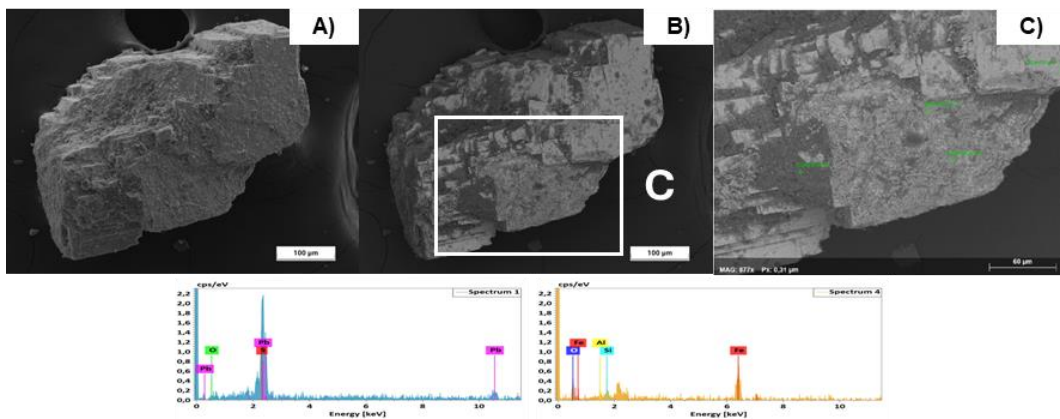 A)
B)
C)
C
100 µm
100 µm
MAG: 877x Px: 0,31 µm
60 µm
cps/eV
Spectrum 1
2,2
2,0
1,8
1,6
1,4
1,2
1,0
0,8
0,6
0,4
0,2
0,0
Pb
O
Pb
S
Pb
0
2
4
6
8
10
Energy [keV]
cps/eV
Spectrum 4
2,2
2,0
1,8
1,6
1,4
1,2
1,0
0,8
0,6
0,4
0,2
0,0
Fe
O
Al
Si
Fe
0
2
4
6
8
10
Energy [keV]